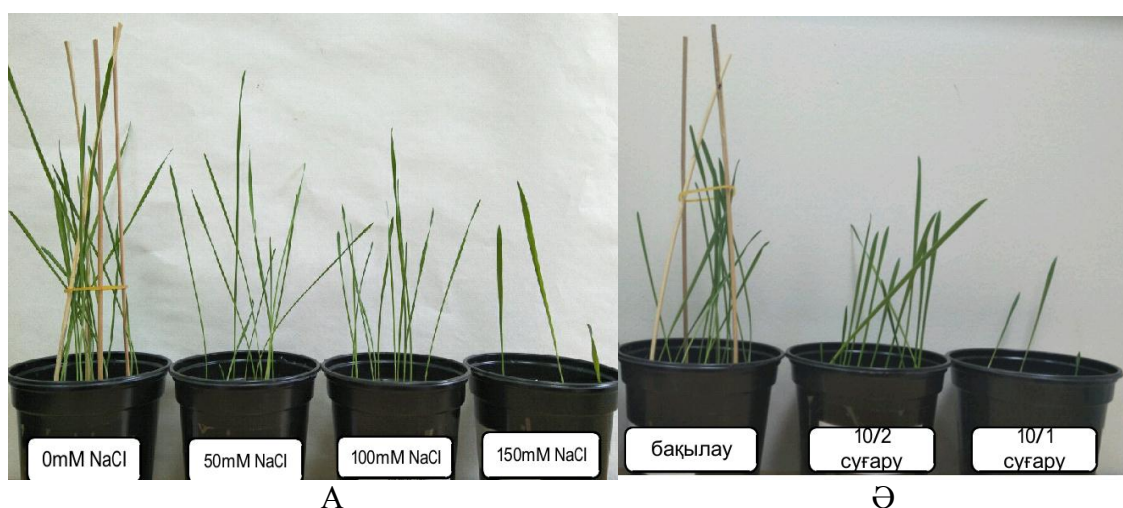 0mM NaCl
50mM NaCl
100mM NaCl
150mM NaCl
бақылау
10/2
суғару
10/1
суғару
А
Ә